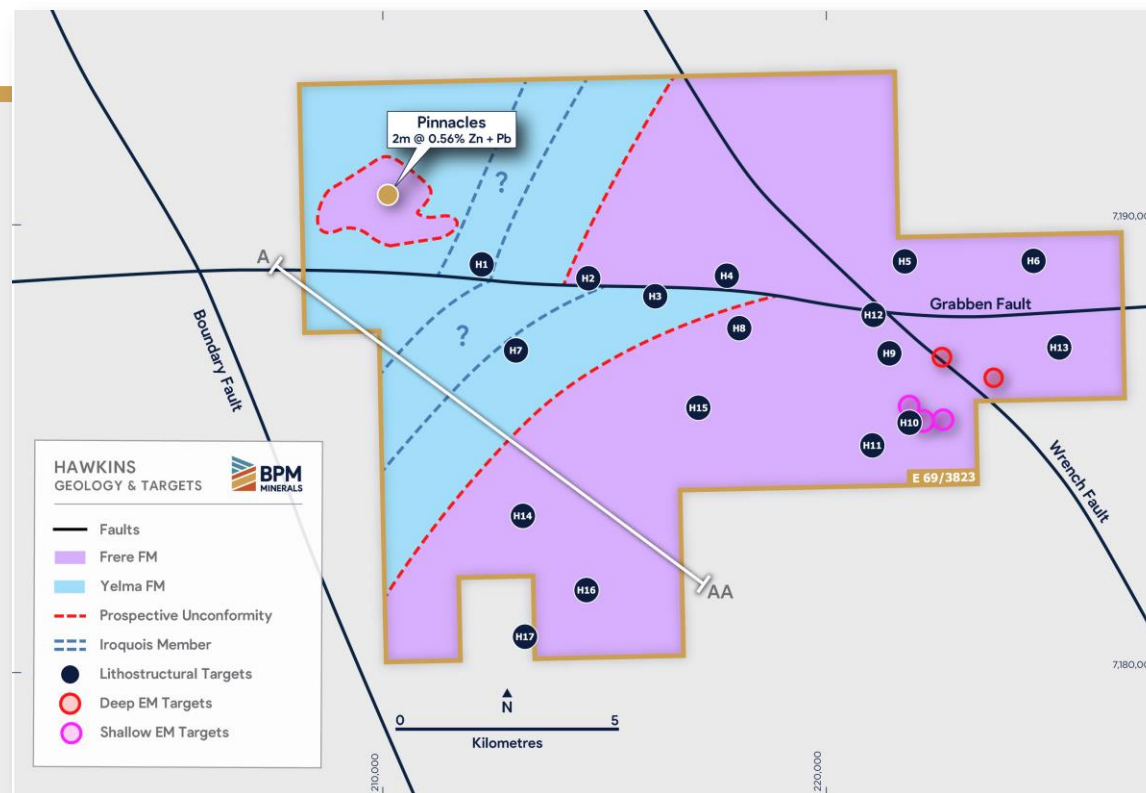 Pinnacles
2m @ 0.56% Zn + Pb
?
7,190,00
A
H1
H2
H3
H4
H5
H6
Grabben Fault
H12
?
H7
H8
H9
H13
Boundary Fault
H15
H10
H11
E 69/3823
Wrench Fault
HAWKINS
GEOLOGY & TARGETS
BPM
MINERALS
Faults
Frere FM
Yelma FM
Prospective Unconformity
Iroquois Member
Lithostructural Targets
Deep EM Targets
Shallow EM Targets
H14
H16
AA
H17
7,180,00
N
0 5
Kilometres
210,000
220,000